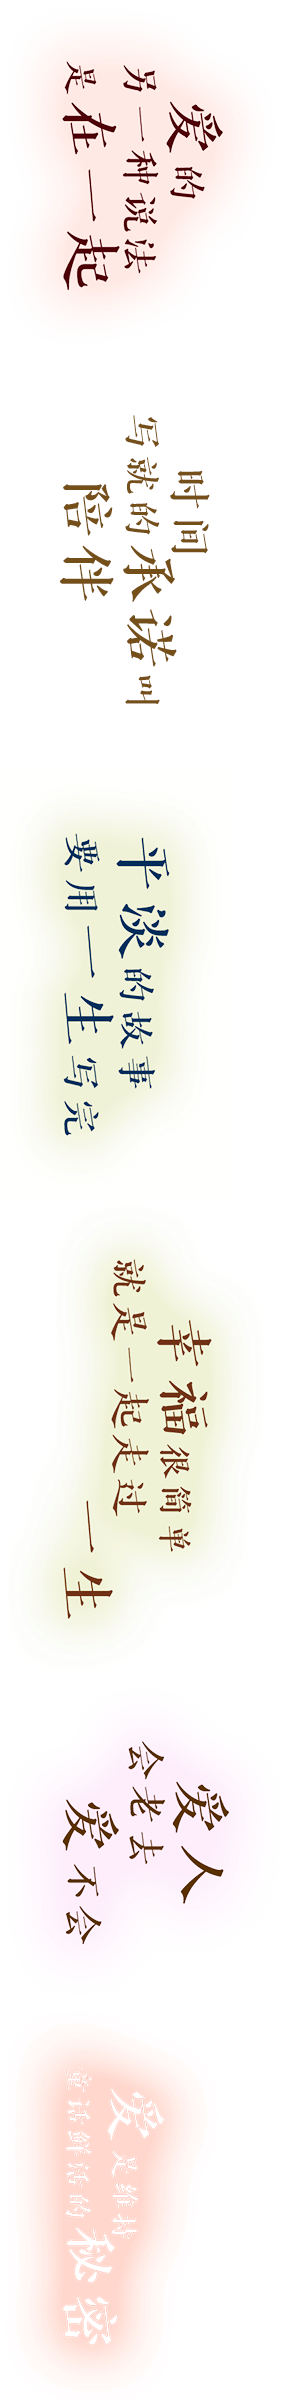 爱的
另一种说法
是在一起
时间
写就的承诺叫
陪伴
平淡的故事
要用一生写完
幸福很简单
就是一起走过
一生
爱人
会老去
爱不会
爱是维持
童话鲜活的
秘密